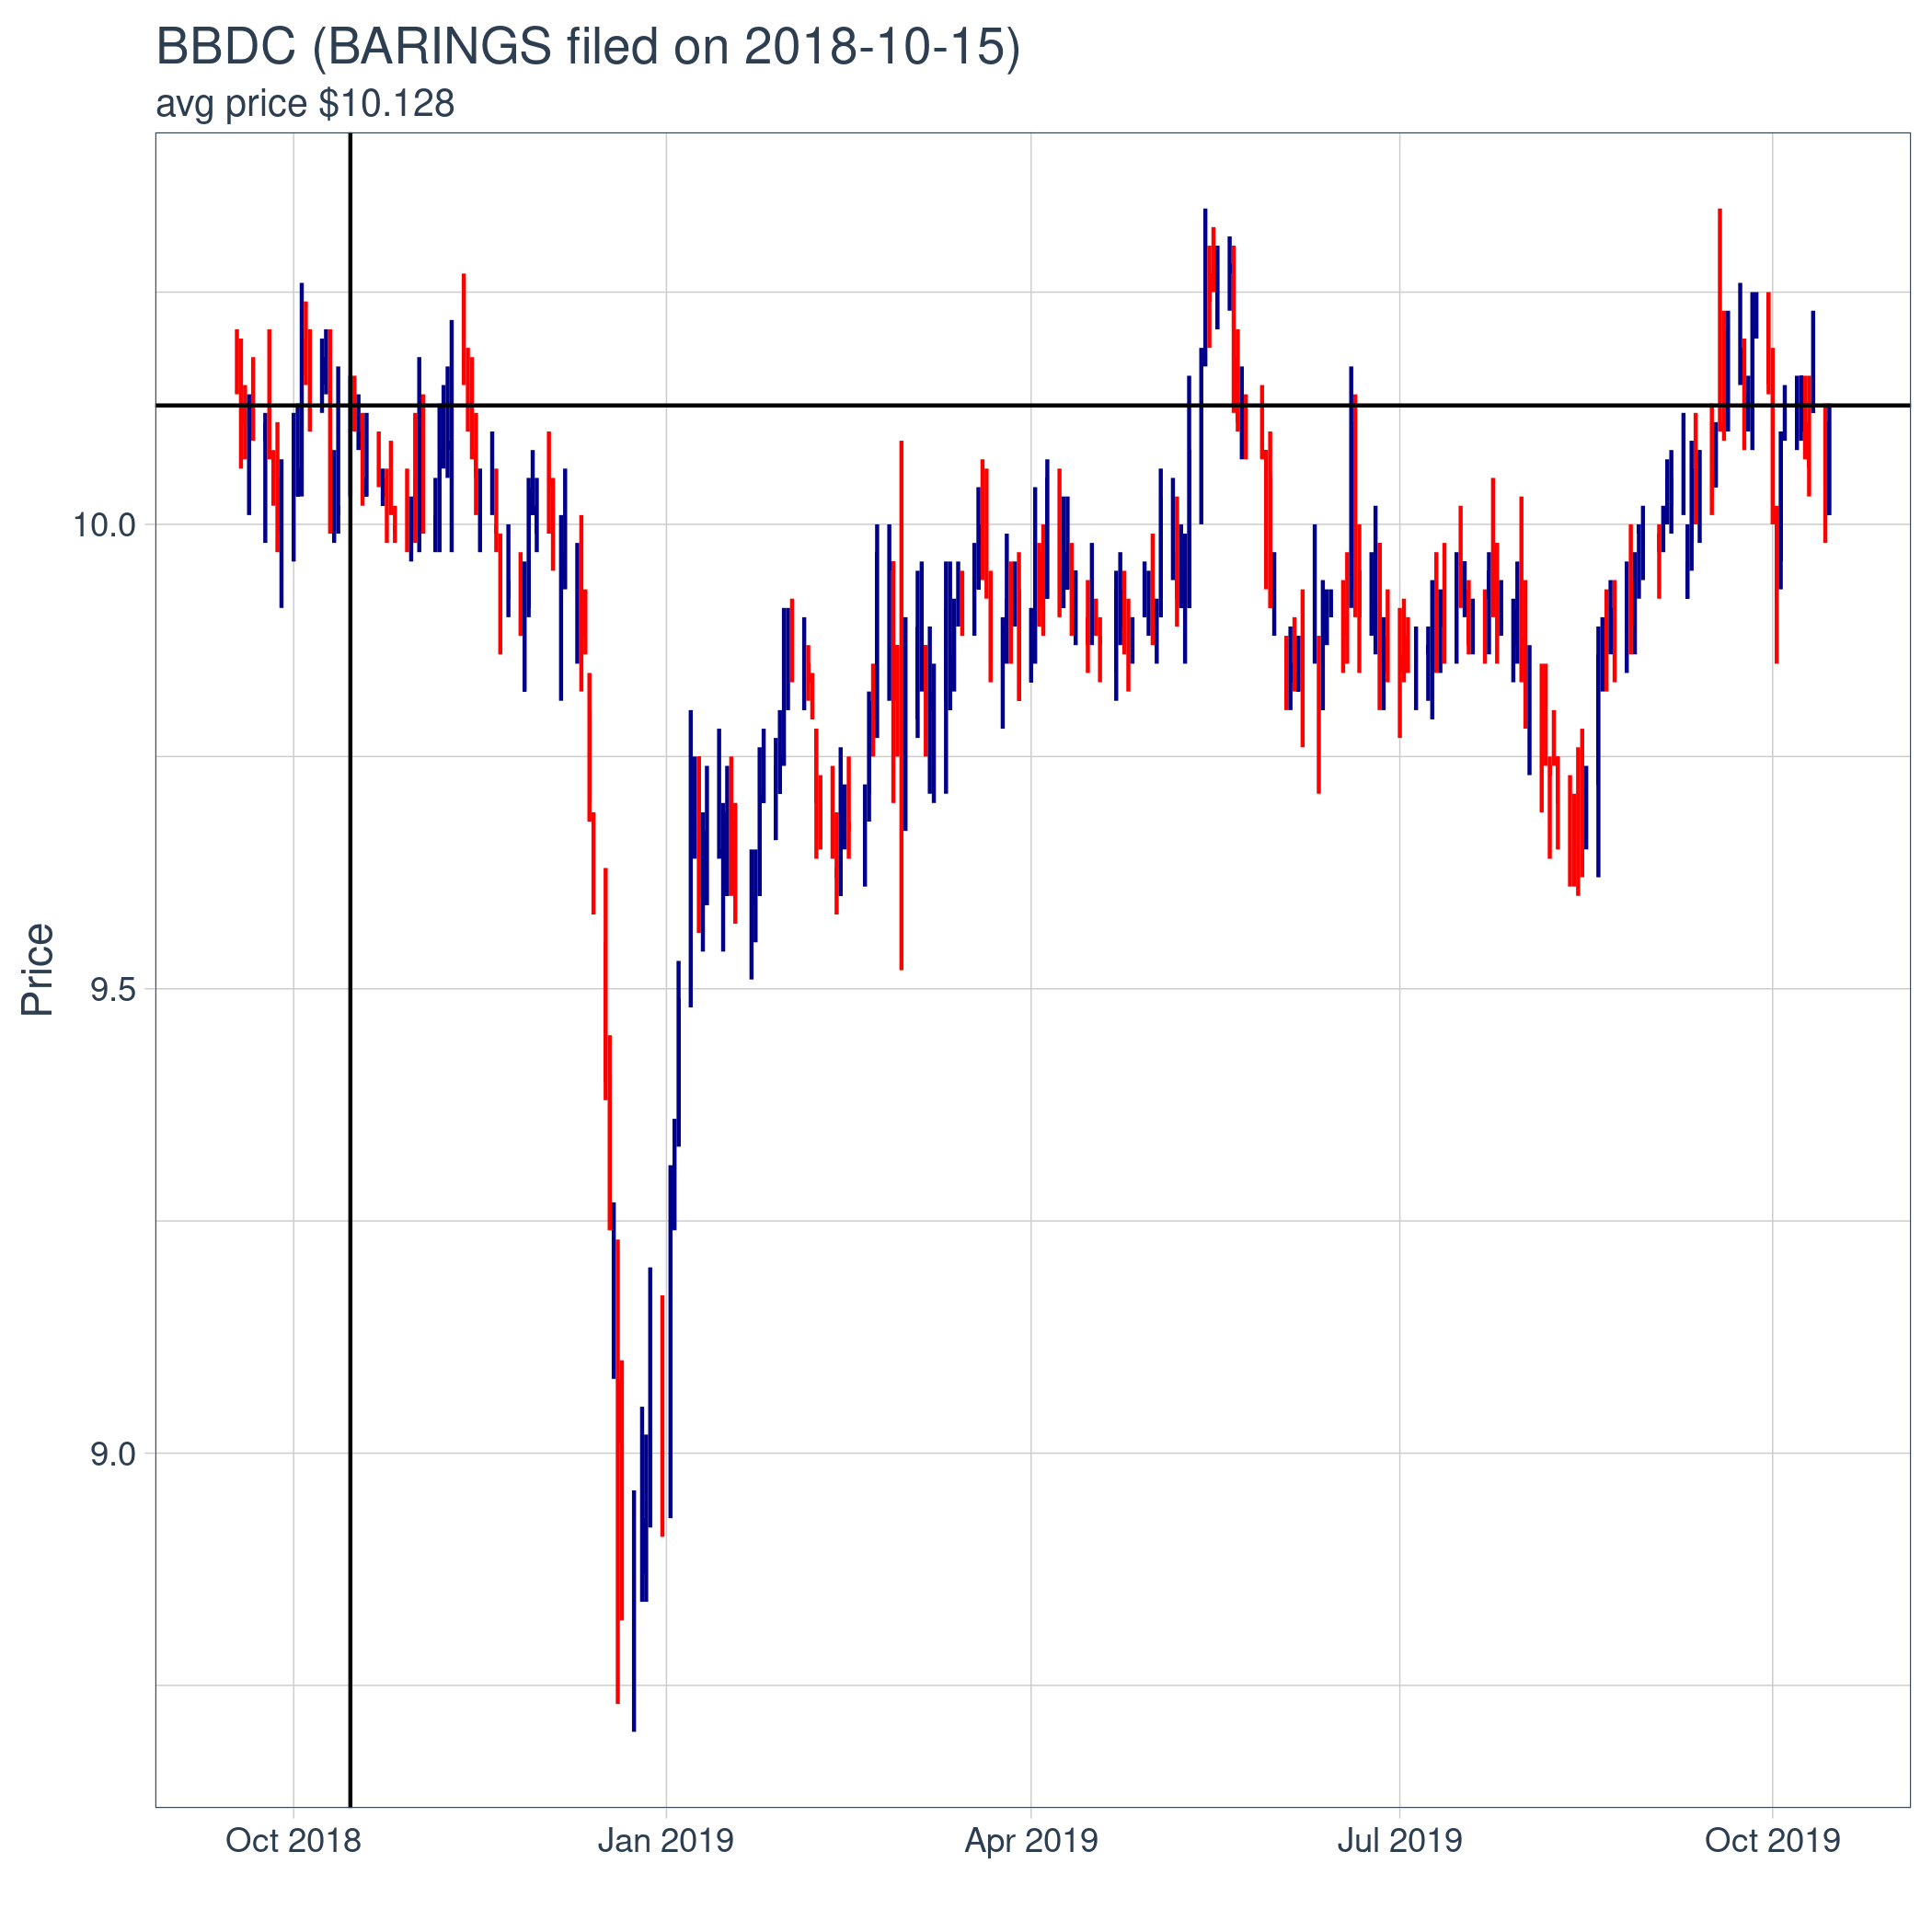 BBDC (BARINGS filed on 2018-10-15)
avg price $10.128
Price
10.0
9.5
9.0
Oct 2018
Jan 2019
Apr 2019
Jul 2019
Oct 2019